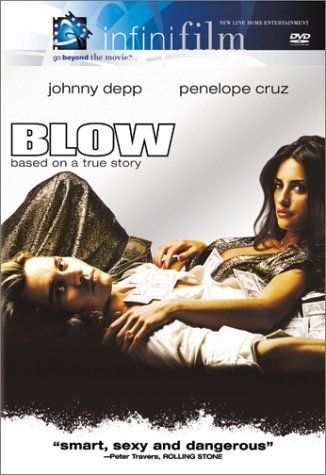 NEW LINE HOME ENTERTAINMENT
infinifilm
go beyond the movie...
DVD
johnny depp penelope cruz
BLOW
based on a true story
"smart, sexy and dangerous"
—Peter Travers, ROLLING STONE